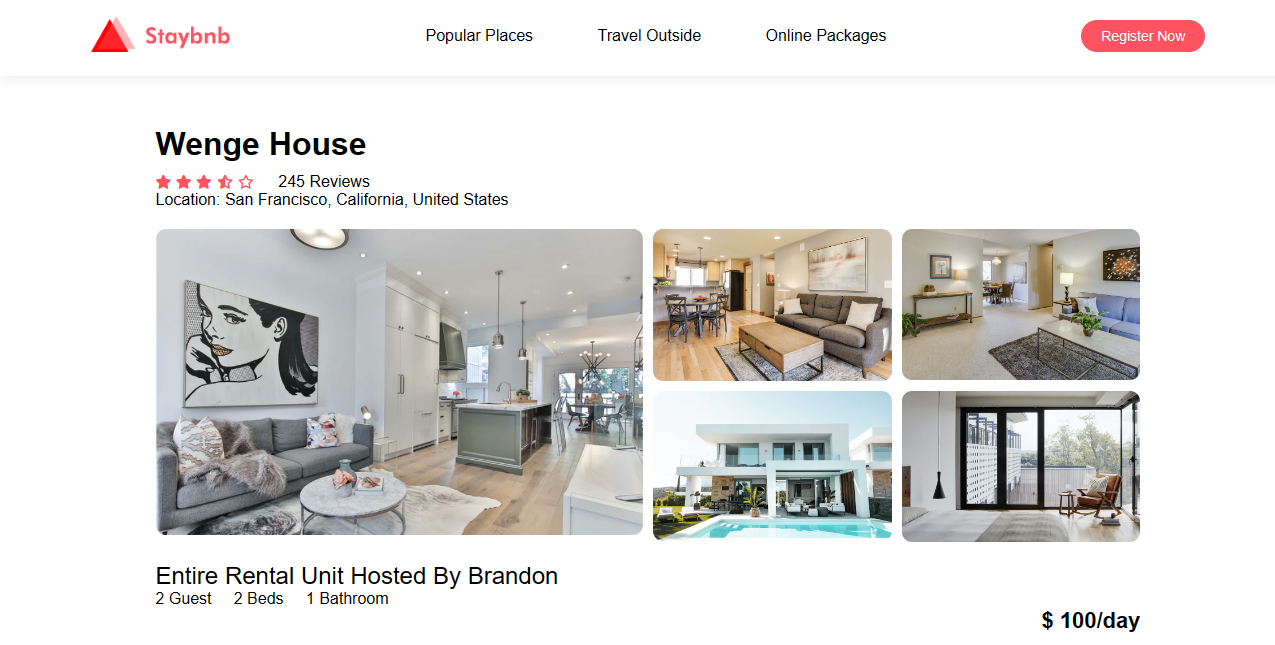 Staybnb
Popular Places
Travel Outside
Online Packages
Register Now
Wenge House
245 Reviews
Location: San Francisco, California, United States
Entire Rental Unit Hosted By Brandon
2 Guest 2 Beds 1 Bathroom
$ 100/day